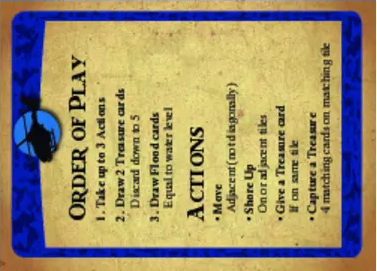 ORDER OF PLAY
1. Take up to 3 Actions
2. Draw 2 Treasure cards
Discard down to 5
3. Draw Flood cards
Equal to water level
ACTIONS
• Move
Adjacent (not diagonally)
• Shore Up
On or adjacent tiles
• Give a Treasure card
If on same tile
• Capture a Treasure
4 matching cards on matching tile